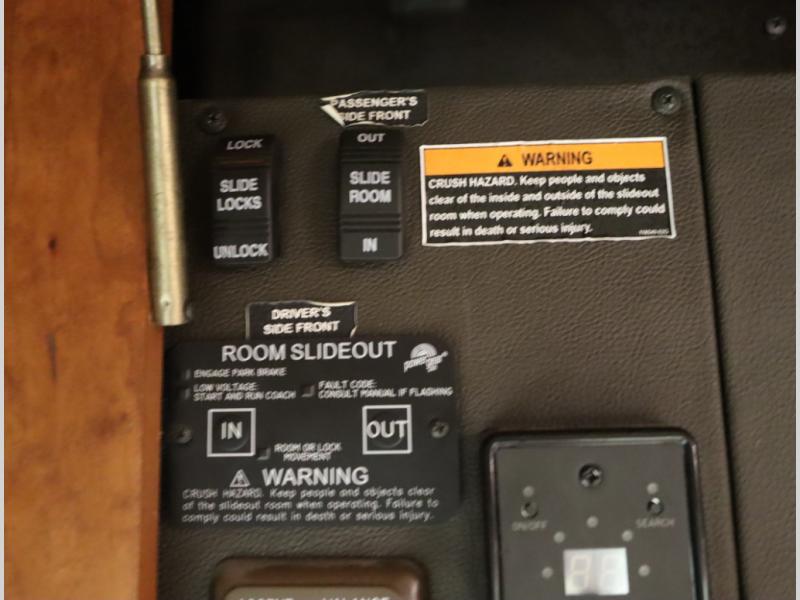 PASSENGER'S
SIDE FRONT
LOCK
SLIDE
LOCKS
UNLOCK
OUT
SLIDE
ROOM
IN
WARNING
CRUSH HAZARD. Keep people and objects
clear of the inside and outside of the slideout
room when operating. Failure to comply could
result in death or serious injury.
DRIVER'S
SIDE FRONT
ROOM SLIDEOUT
power gear
ENGAGE PARK BRAKE
LOW VOLTAGE:
START AND RUN COACH
FAULT CODE:
CONSULT MANUAL IF FLASHING
IN
OUT
ROOM OR LOCK
MOVEMENT
WARNING
CRUSH HAZARD. Keep people and objects clear
of the slideout room when operating. Failure to
comply could result in death or serious injury.
ON/OFF
SEARCH